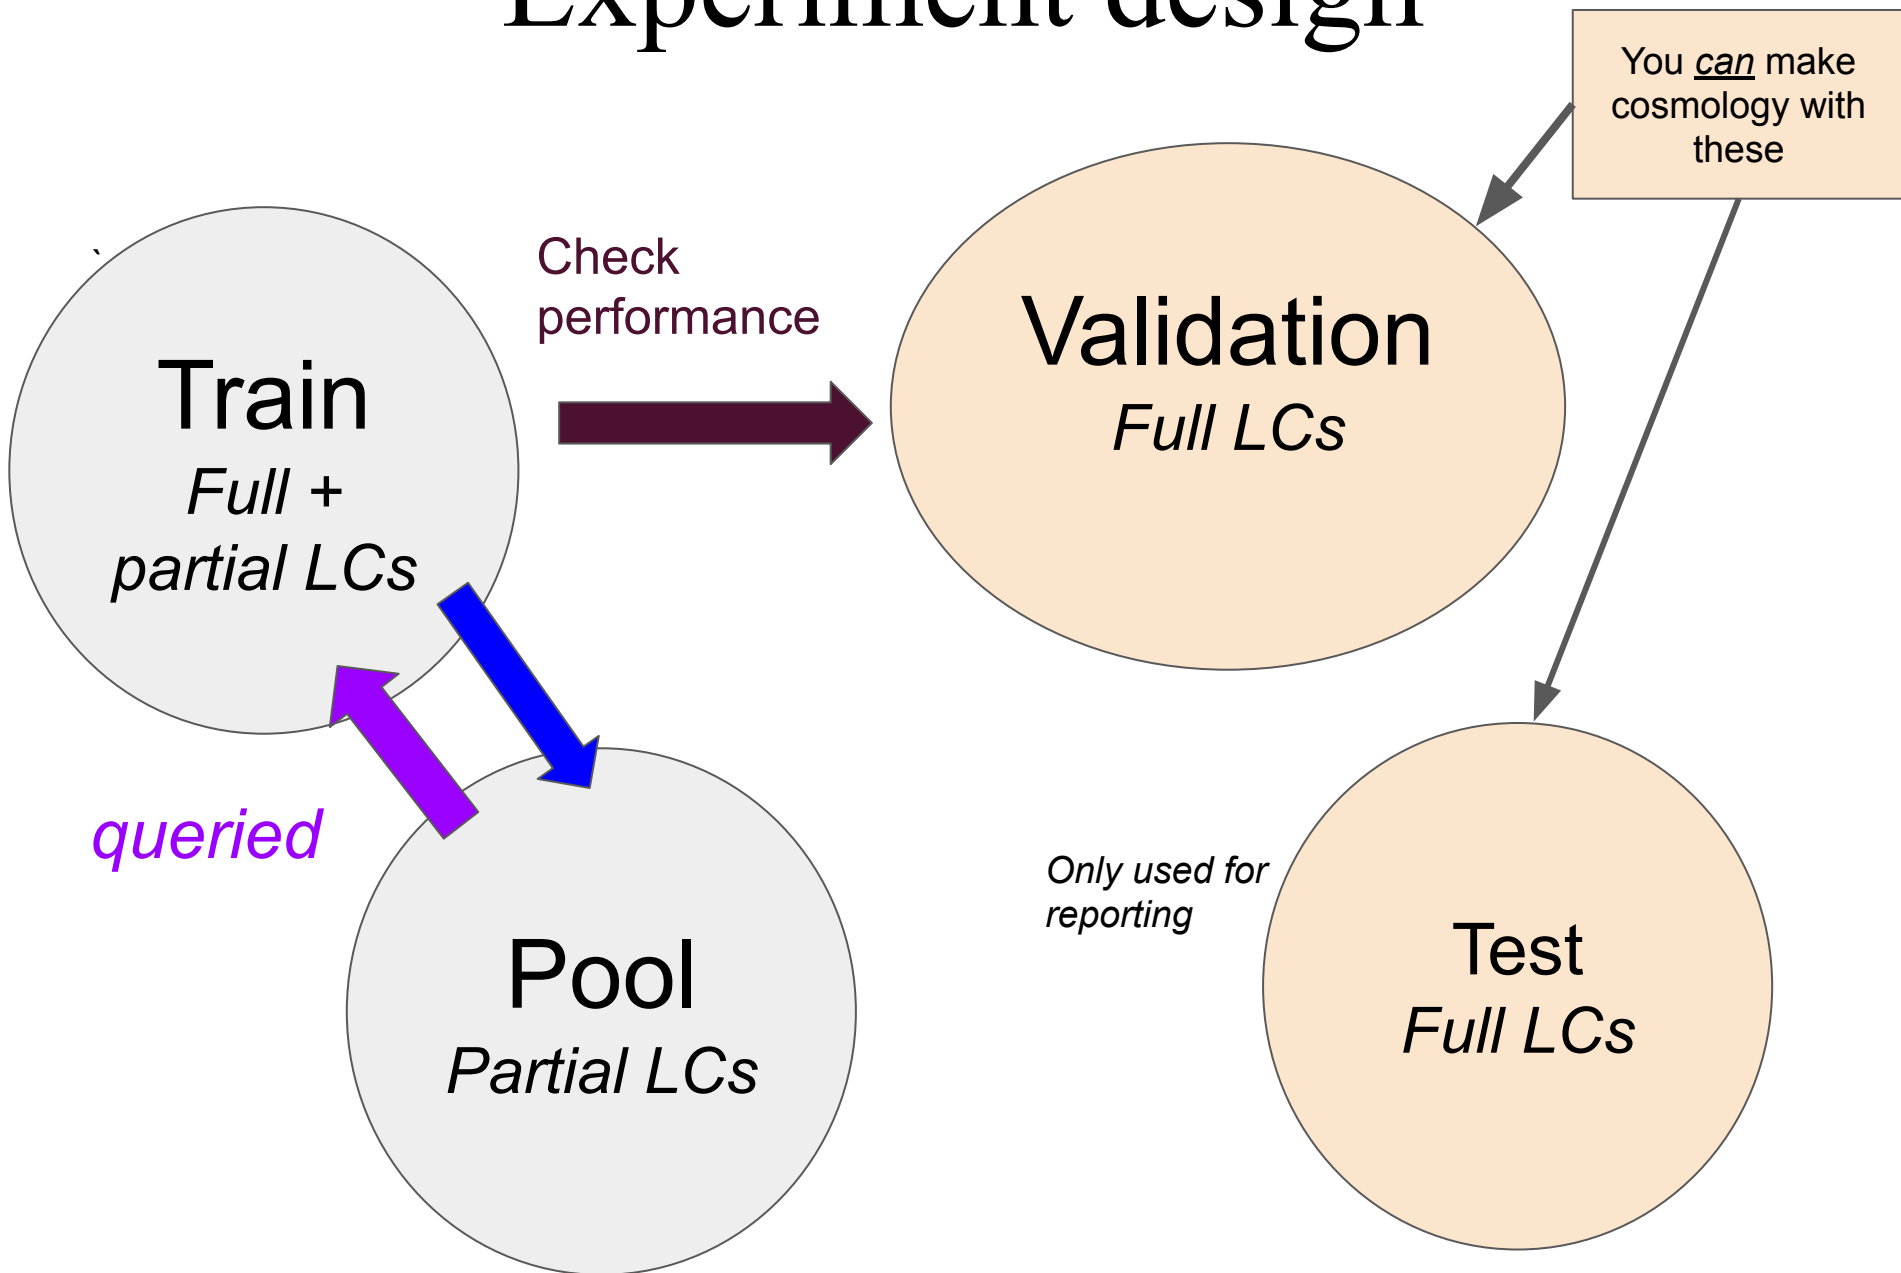 Experiment design
You can make
cosmology with
these
`
Check
performance
Validation
Full LCs
Train
Full +
partial LCs
queried
Pool
Partial LCs
Only used for
reporting
Test
Full LCs